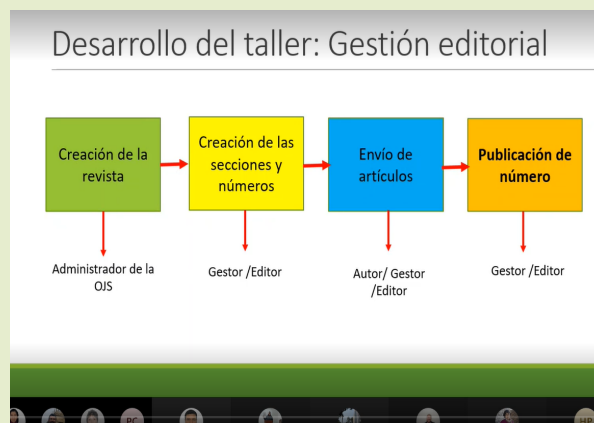 Desarrollo del taller: Gestión editorial
Creación de la
revista
Creación de las
secciones y
números
Envío de
artículos
Publicación de
número
Administrador de la
OJS
Gestor /Editor
Autor/ Gestor
/Editor
Gestor /Editor
PC